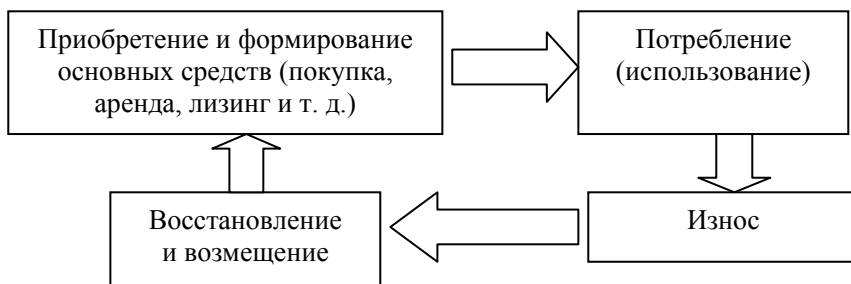 Приобретение и формирование
основных средств (покупка,
аренда, лизинг и т. д.)
Потребление
(использование)
Износ
Восстановление
и возмещение